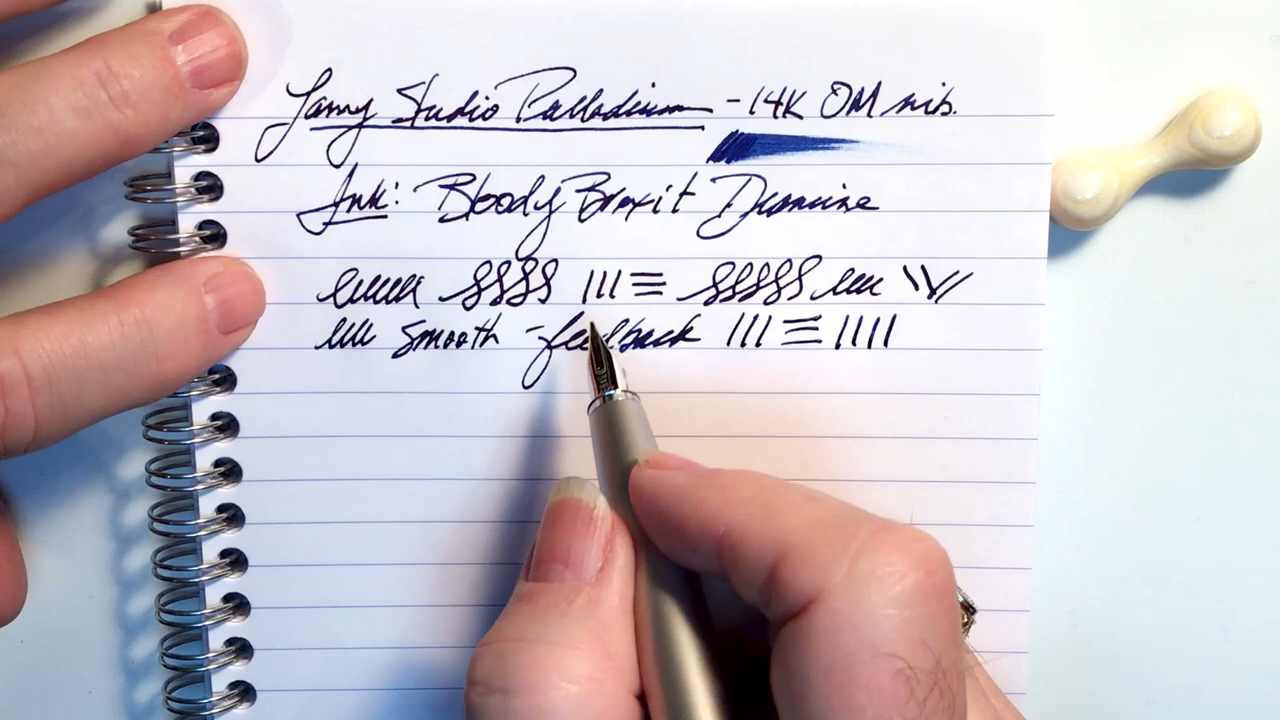 Lamy Studio Palladium - 14K OM nib.
Ink: Bloody Brexit Diamine
smooth - feedback